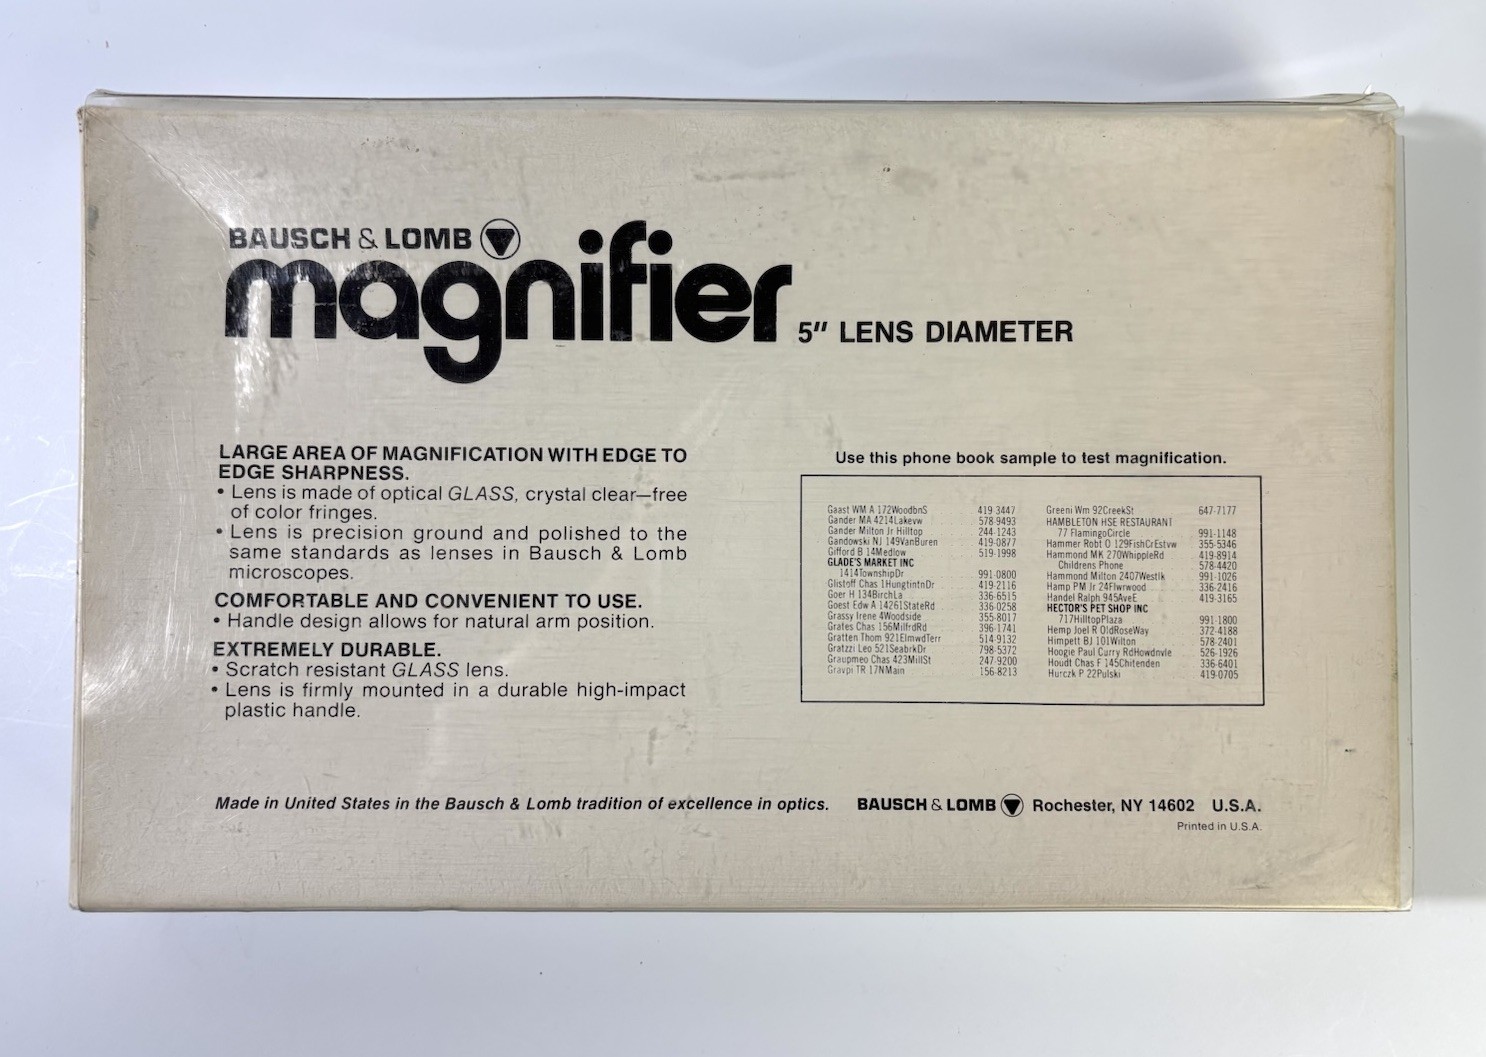 BAUSCH & LOMB
magnifier
5" LENS DIAMETER
LARGE AREA OF MAGNIFICATION WITH EDGE TO
EDGE SHARPNESS.
• Lens is made of optical GLASS, crystal clear—free
of color fringes.
• Lens is precision ground and polished to the
same standards as lenses in Bausch & Lomb
microscopes.
COMFORTABLE AND CONVENIENT TO USE.
• Handle design allows for natural arm position.
EXTREMELY DURABLE.
• Scratch resistant GLASS lens.
• Lens is firmly mounted in a durable high-impact
plastic handle.
Use this phone book sample to test magnification.
Gaast WM A 172WoodbnS 419-3447
Gander MA 4214Lakevw 578-9493
Gander Milton Jr Hilltop 244-1243
Gandowski NJ 149VanBuren 419-0877
Gifford B 14Medlow 519-1998
GLADE'S MARKET INC
1414TownshipDr 991-0800
Glistoff Chas 1HungtintnDr 419-2116
Goer H 134BirchLa 336-6515
Goest Edw A 14261StateRd 336-0258
Grassy Irene 4Woodside 355-8017
Grates Chas 156MilfrdRd 396-1741
Gratten Thom 921ElmwdTerr 514-9132
Gratzzi Leo 521SeabrkDr 798-5372
Graupmeo Chas 423MillSt 247-9200
Gravpi TR 17NMain 156-8213
Greeni Wm 92CreekSt 647-7177
HAMBLETON HSE RESTAURANT
77 FlamingoCircle 991-1148
Hammer Robt O 129FishCrEstvw 355-5346
Hammond MK 270WhippleRd 419-8914
Childrens Phone 578-4420
Hammond Milton 2407Westlk 991-1026
Hamp PM Jr 24Flwrwood 336-2416
Handel Ralph 945AveE 419-3165
HECTOR'S PET SHOP INC
717HilltopPlaza 991-1800
Hemp Joel R OldRoseWay 372-4188
Himpett BJ 101Wilton 578-2401
Hoogie Paul Curry RdHowdnvle 526-1926
Houdt Chas F 145Chitenden 336-6401
Hurczk P 22Pulski 419-0705
Made in United States in the Bausch & Lomb tradition of excellence in optics.
BAUSCH & LOMB Rochester, NY 14602 U.S.A.
Printed in U.S.A.